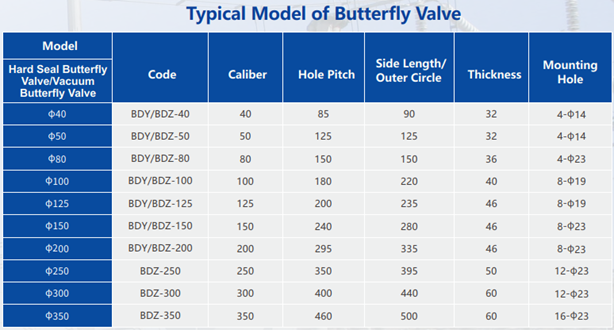 Typical Model of Butterfly Valve
Model
Hard Seal Butterfly
Valve/Vacuum
Butterfly Valve
Code
Caliber
Hole Pitch
Side Length/
Outer Circle
Thickness
Mounting
Hole
Φ40 BDY/BDZ-40 40 85 90 32 4-Φ14
Φ50 BDY/BDZ-50 50 125 125 32 4-Φ14
Φ80 BDY/BDZ-80 80 150 150 36 4-Φ23
Φ100 BDY/BDZ-100 100 180 220 40 8-Φ19
Φ125 BDY/BDZ-125 125 200 235 46 8-Φ19
Φ150 BDY/BDZ-150 150 240 280 46 8-Φ23
Φ200 BDY/BDZ-200 200 295 335 46 8-Φ23
Φ250 BDZ-250 250 350 395 50 12-Φ23
Φ300 BDZ-300 300 400 440 60 12-Φ23
Φ350 BDZ-350 350 460 500 60 16-Φ23